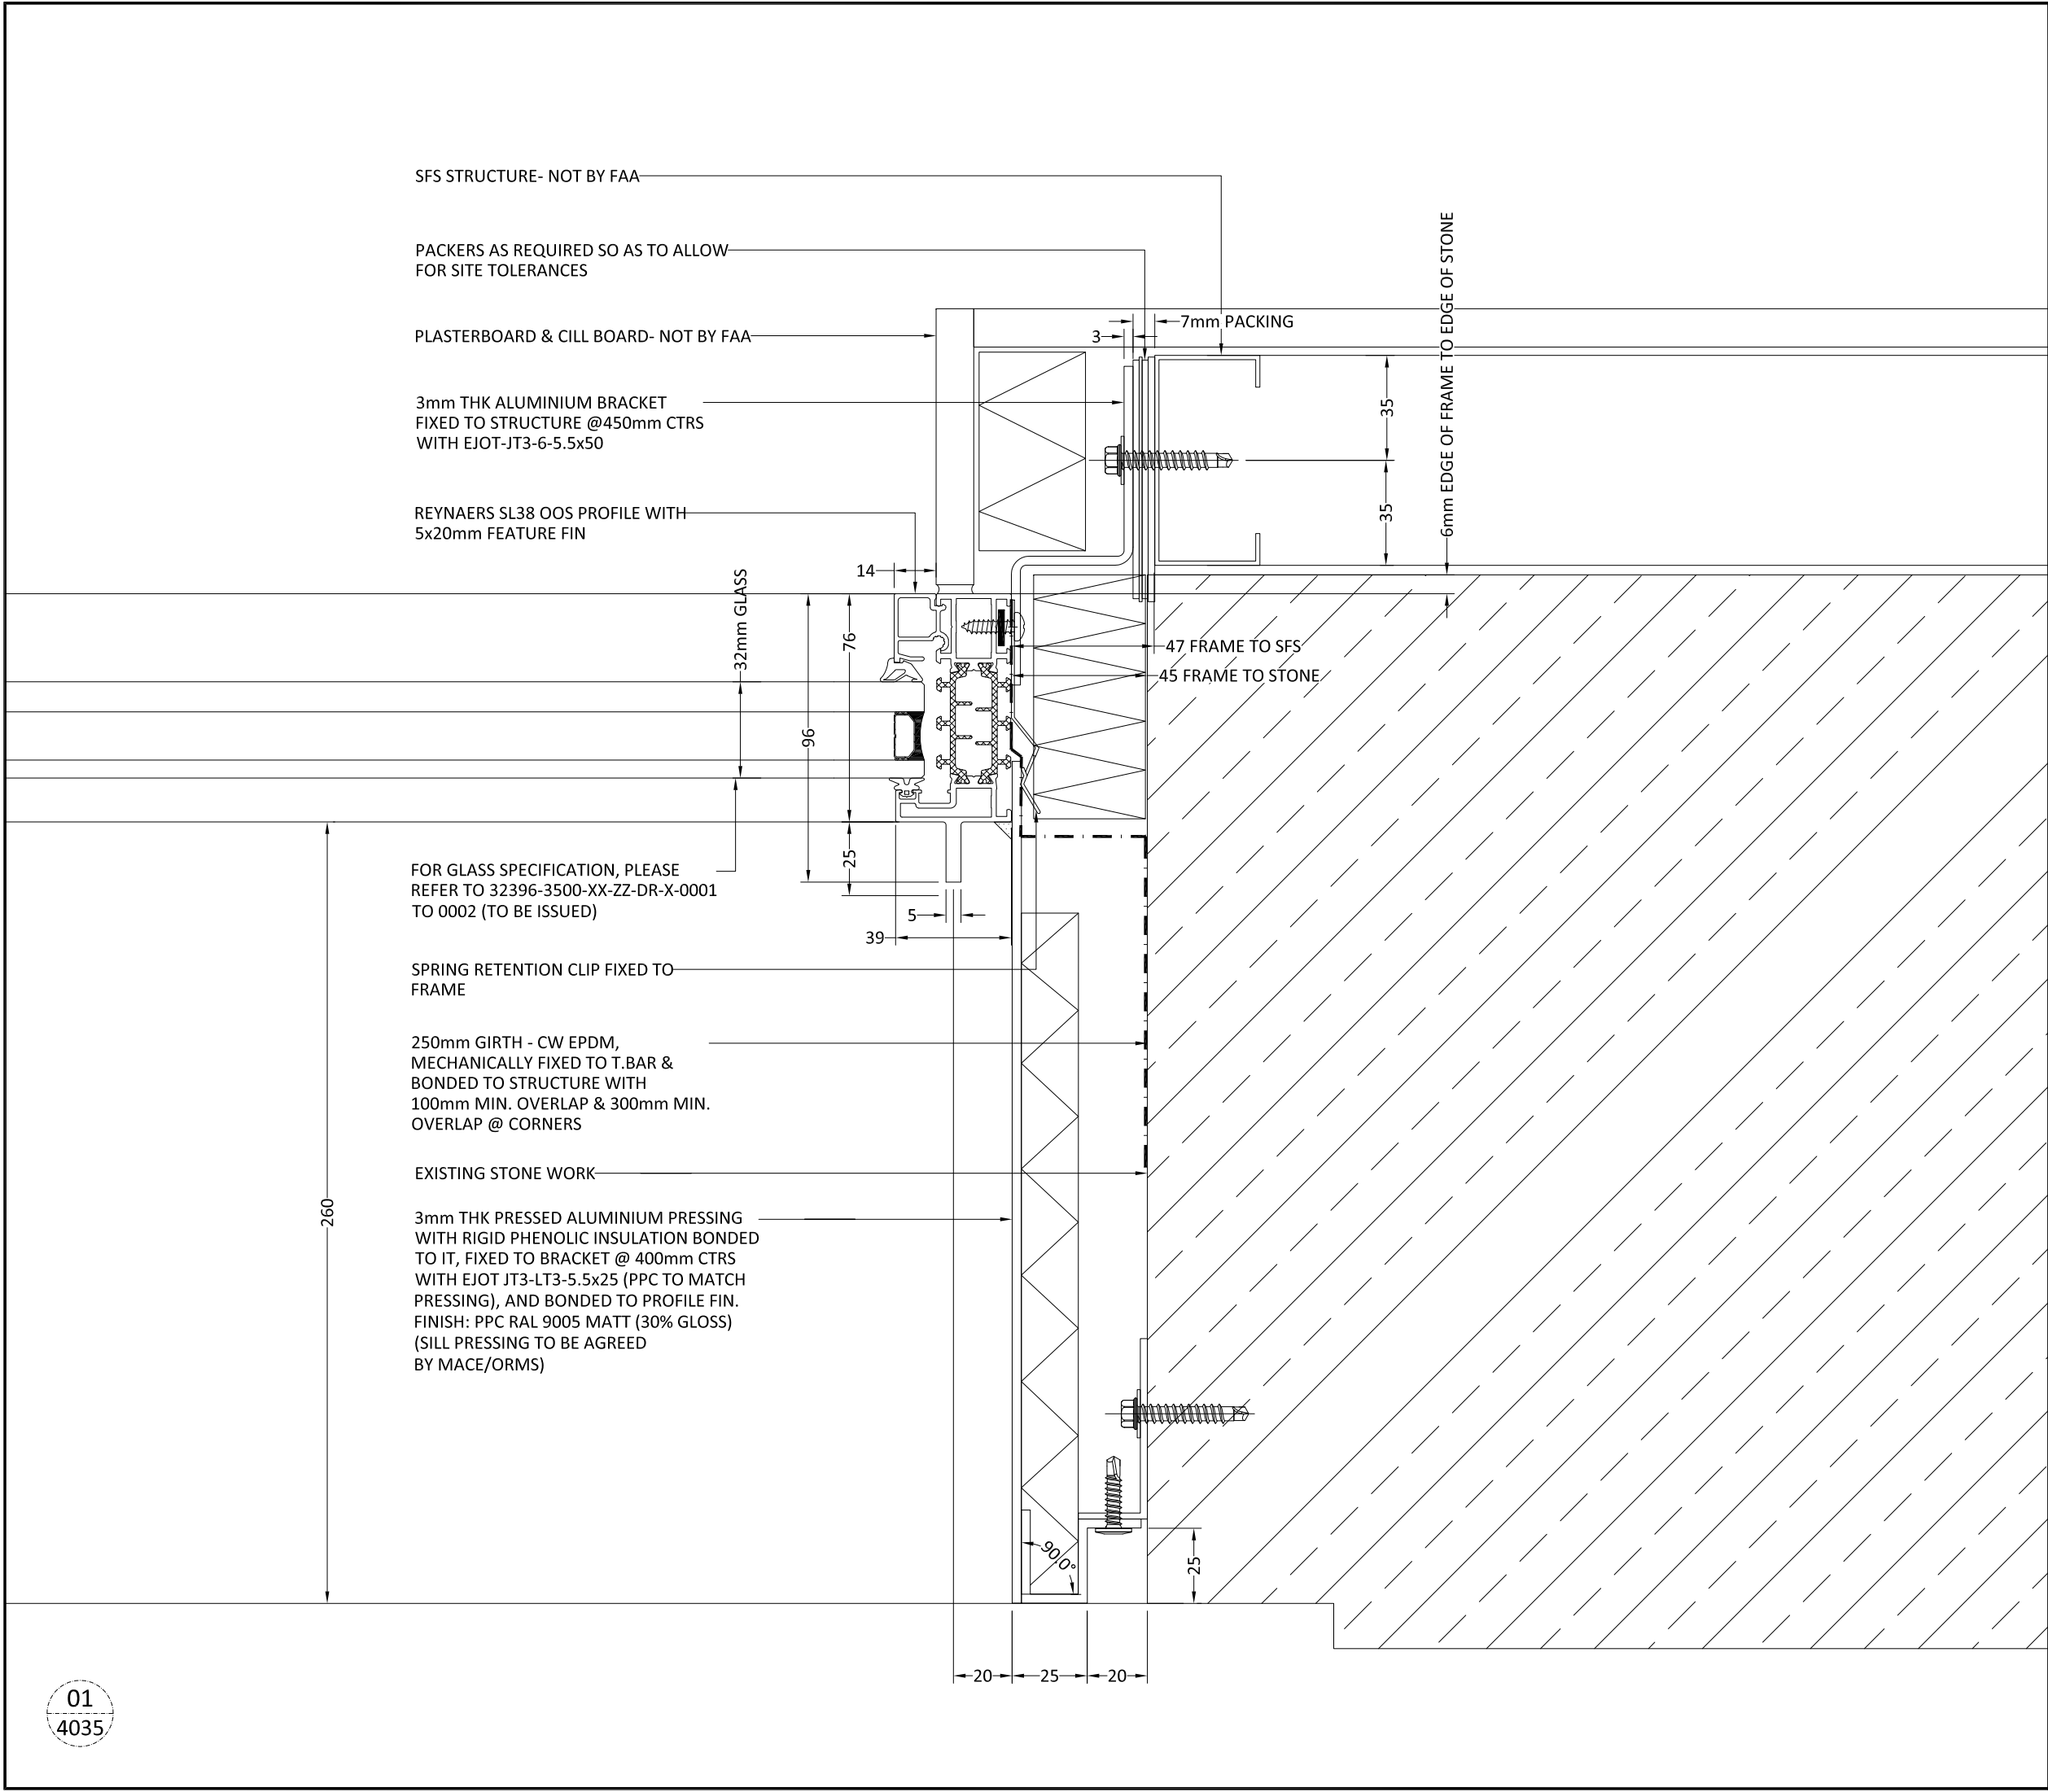 SFS STRUCTURE- NOT BY FAA
PACKERS AS REQUIRED SO AS TO ALLOW
FOR SITE TOLERANCES
PLASTERBOARD & CILL BOARD- NOT BY FAA
3mm THK ALUMINIUM BRACKET
FIXED TO STRUCTURE @450mm CTRS
WITH EJOT-JT3-6-5.5x50
REYNAERS SL38 OOS PROFILE WITH
5x20mm FEATURE FIN
7mm PACKING
3
35
35
6mm EDGE OF FRAME TO EDGE OF STONE
14
32mm GLASS
76
96
47 FRAME TO SFS
45 FRAME TO STONE
25
5
39
FOR GLASS SPECIFICATION, PLEASE
REFER TO 32396-3500-XX-ZZ-DR-X-0001
TO 0002 (TO BE ISSUED)
SPRING RETENTION CLIP FIXED TO
FRAME
250mm GIRTH - CW EPDM,
MECHANICALLY FIXED TO T.BAR &
BONDED TO STRUCTURE WITH
100mm MIN. OVERLAP & 300mm MIN.
OVERLAP @ CORNERS
EXISTING STONE WORK
3mm THK PRESSED ALUMINIUM PRESSING
WITH RIGID PHENOLIC INSULATION BONDED
TO IT, FIXED TO BRACKET @ 400mm CTRS
WITH EJOT JT3-LT3-5.5x25 (PPC TO MATCH
PRESSING), AND BONDED TO PROFILE FIN.
FINISH: PPC RAL 9005 MATT (30% GLOSS)
(SILL PRESSING TO BE AGREED
BY MACE/ORMS)
260
90.0°
25
20
25
20
01
4035